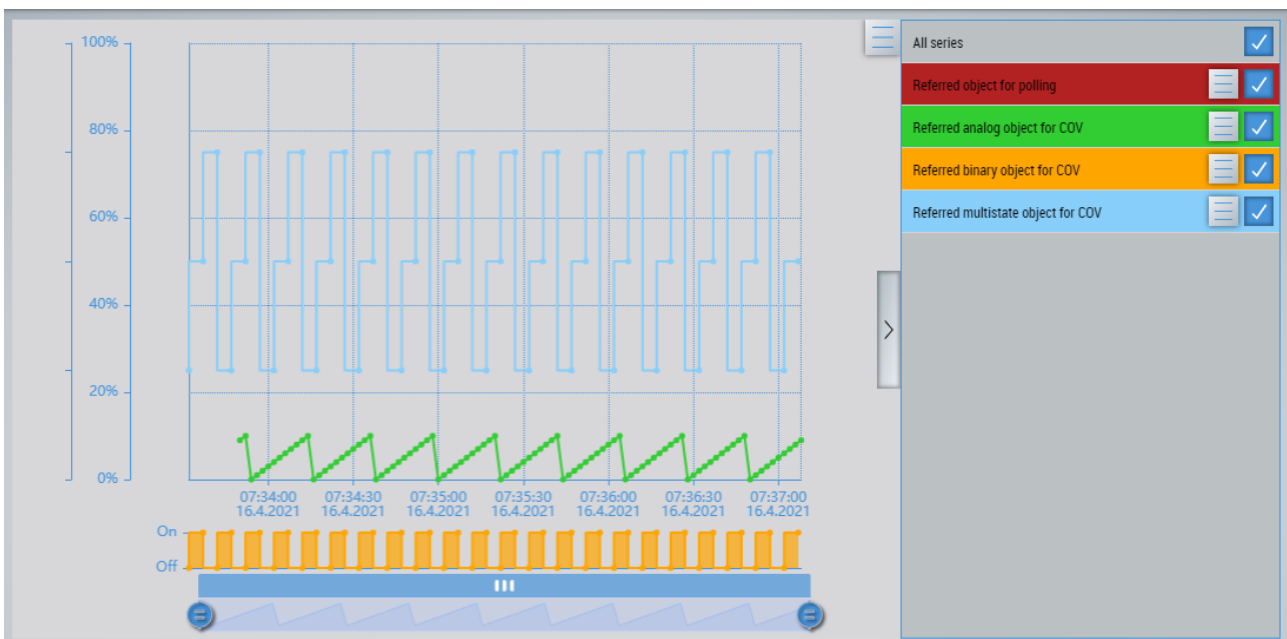 100%
80%
60%
40%
20%
0%
07:34:00 07:34:30 07:35:00 07:35:30 07:36:00 07:36:30 07:37:00
16.4.2021 16.4.2021 16.4.2021 16.4.2021 16.4.2021 16.4.2021 16.4.2021
On
Off
All series
Referred object for polling
Referred analog object for COV
Referred binary object for COV
Referred multistate object for COV